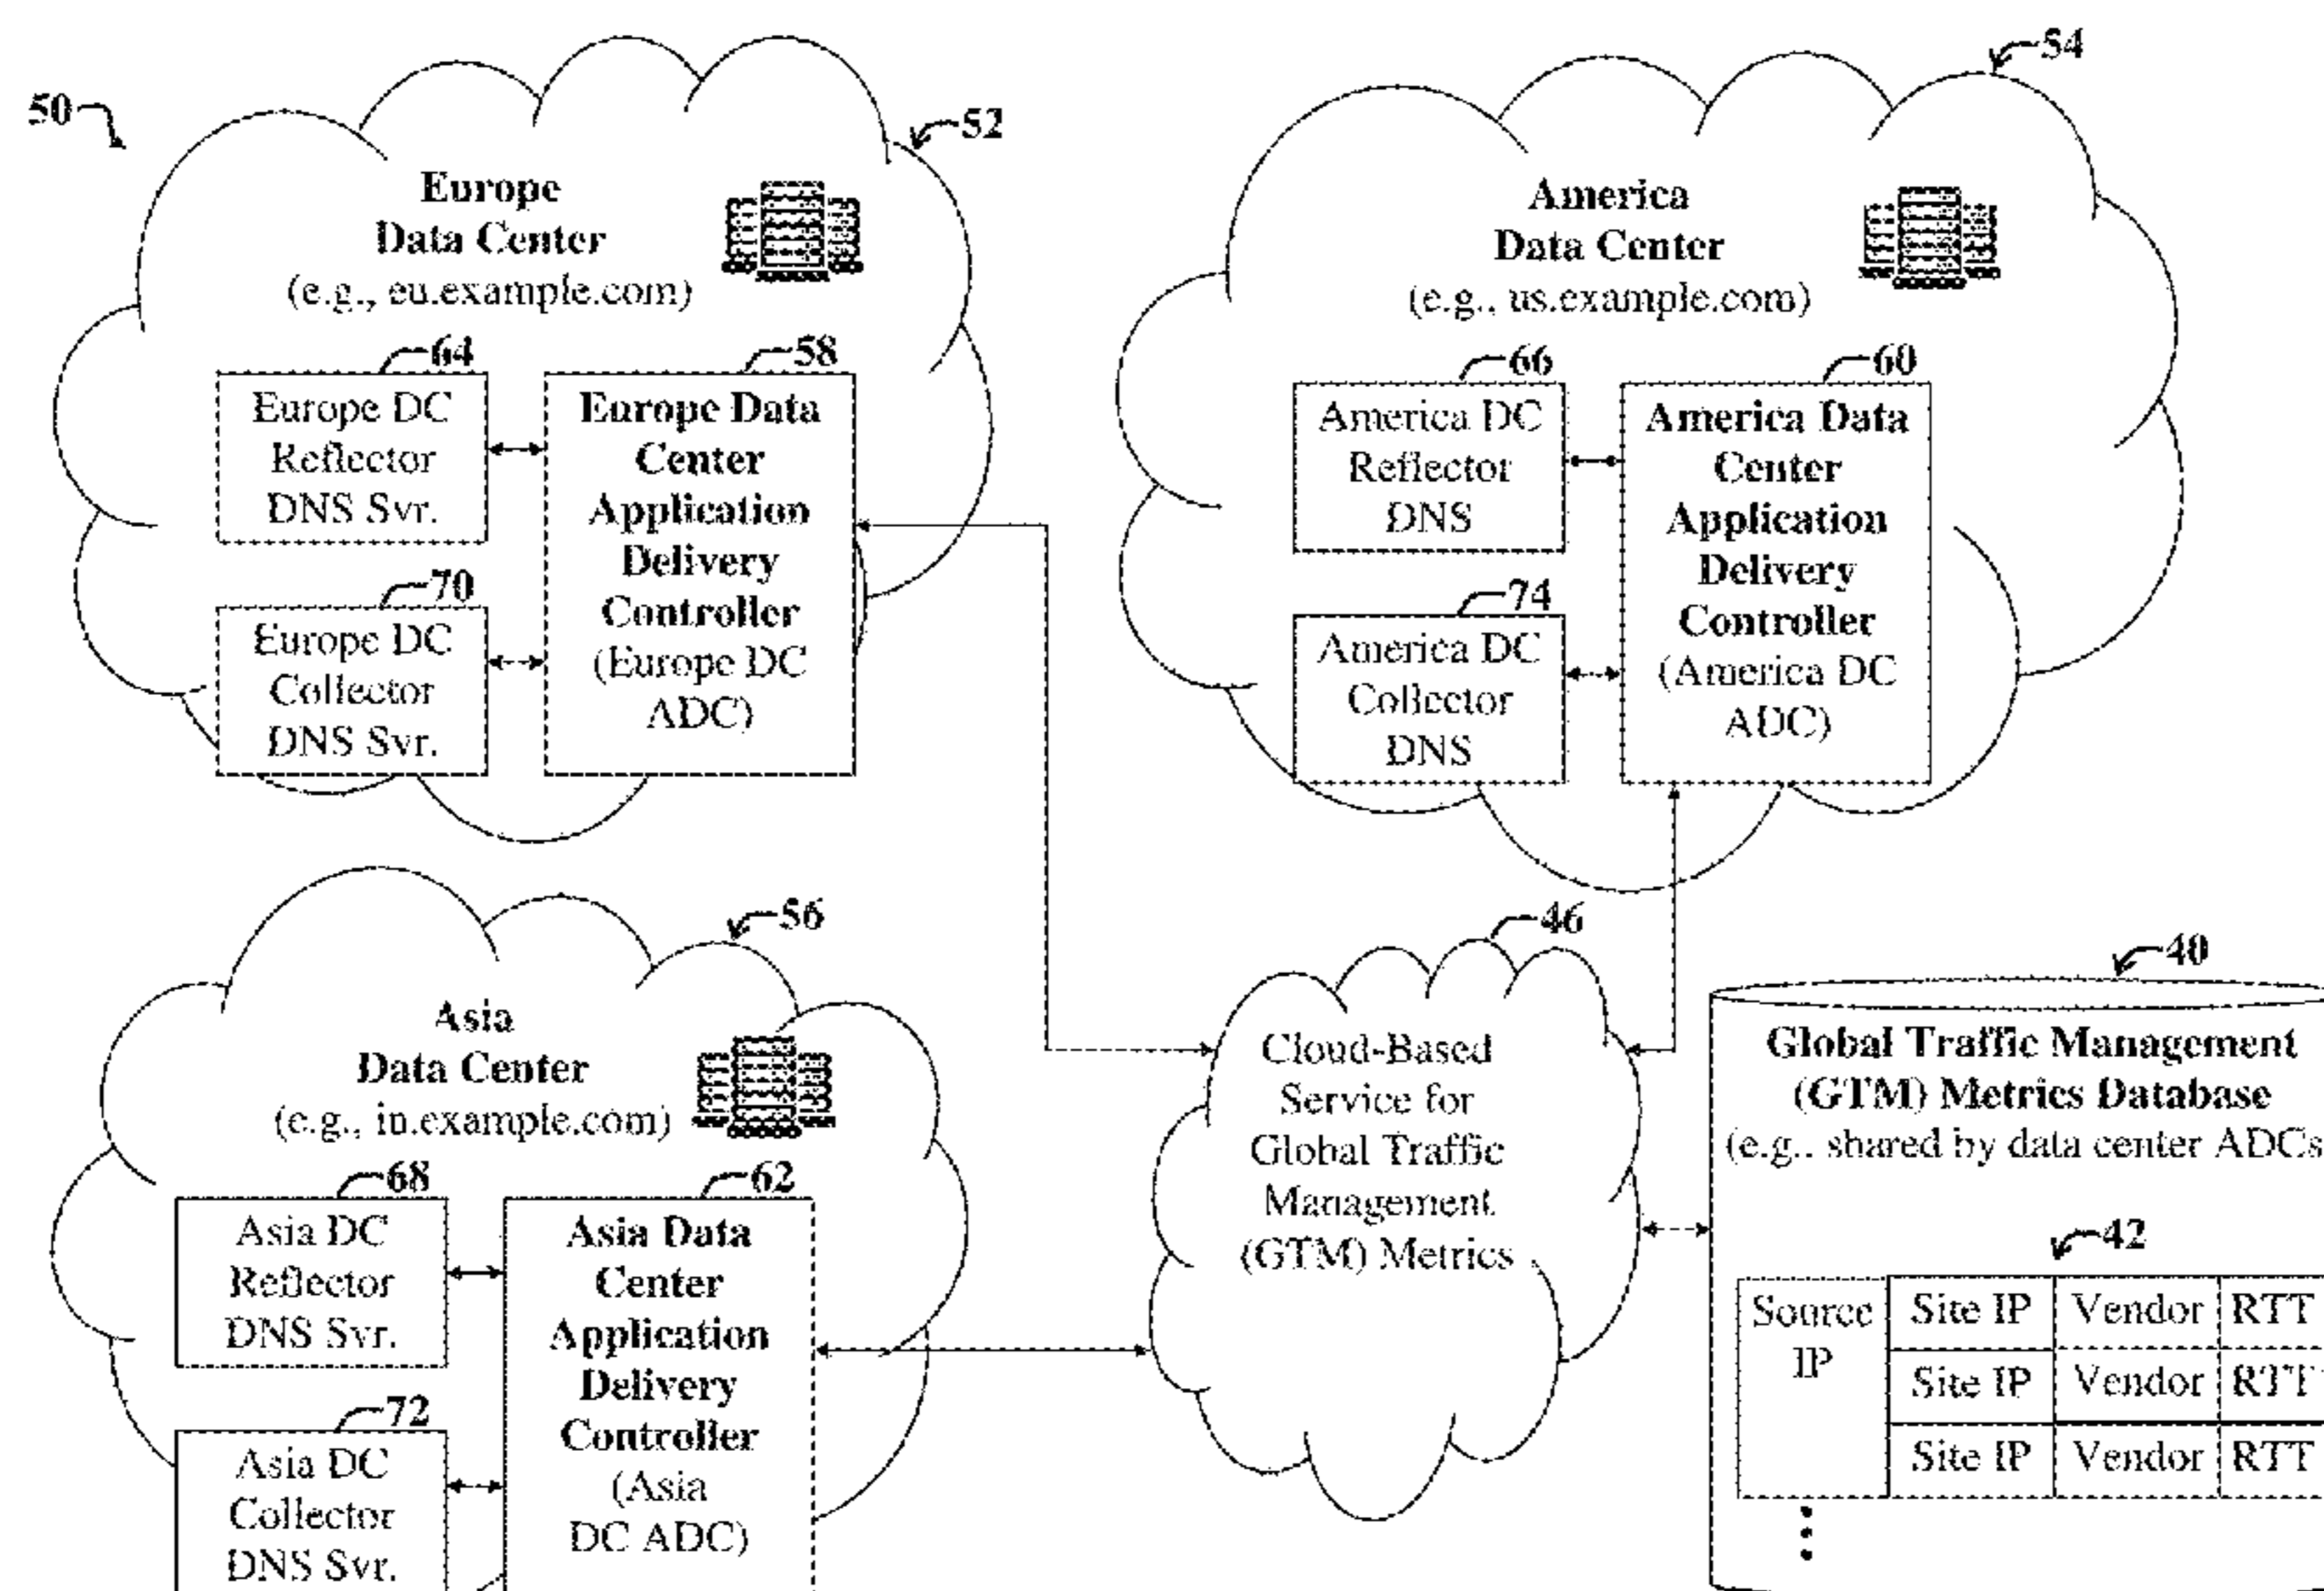 50
52
Europe
Data Center
(e.g., eu.example.com)
64
Europe DC
Reflector
DNS Svr.
58
Europe Data
Center
Application
Delivery
Controller
(Europe DC
ADC)
70
Europe DC
Collector
DNS Svr.
54
America
Data Center
(e.g., us.example.com)
66
America DC
Reflector
DNS
60
America Data
Center
Application
Delivery
Controller
(America DC
ADC)
74
America DC
Collector
DNS
56
Asia
Data Center
(e.g., in.example.com)
68
Asia DC
Reflector
DNS Svr.
62
Asia Data
Center
Application
Delivery
Controller
(Asia
DC ADC)
72
Asia DC
Collector
DNS Svr.
46
Cloud-Based
Service for
Global Traffic
Management
(GTM) Metrics
40
Global Traffic Management
(GTM) Metrics Database
(e.g., shared by data center ADCs
42
Source
IP
Site IP Vendor RTT
Site IP Vendor RTT
Site IP Vendor RTT